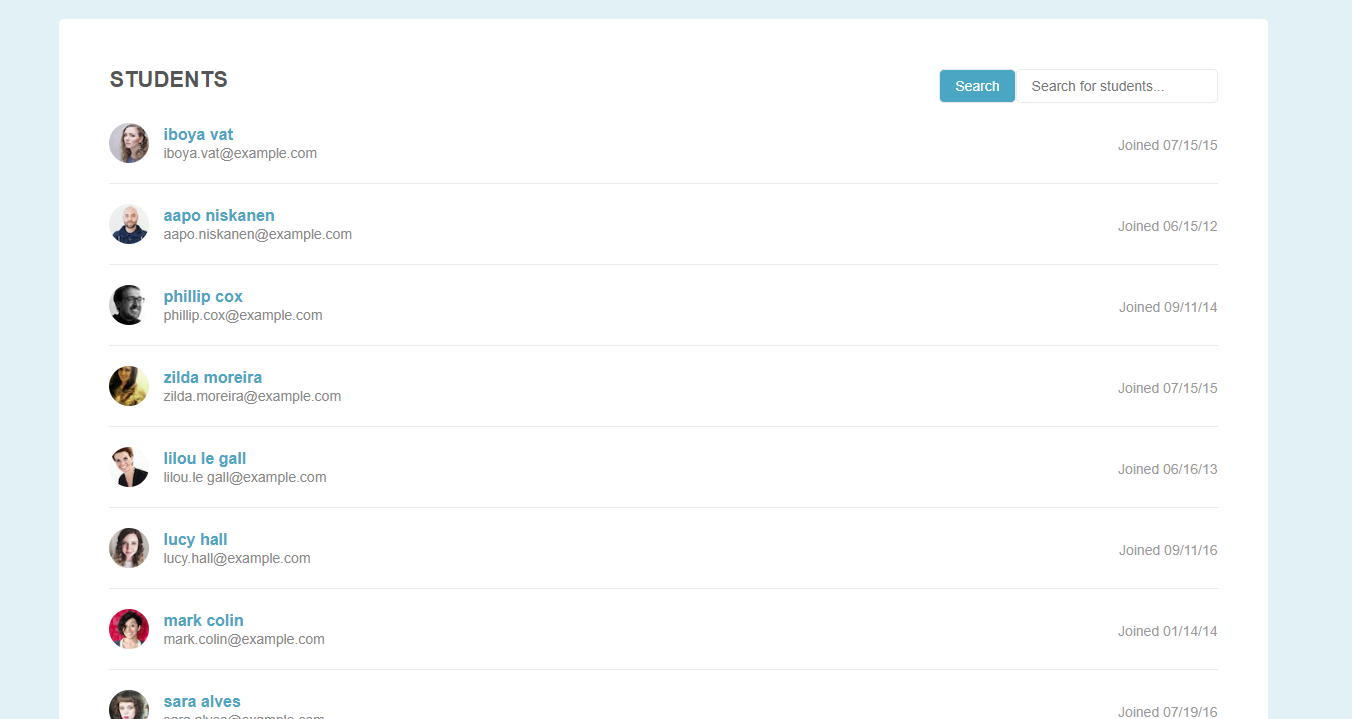 STUDENTS
Search
Search for students...
iboya vat
iboya.vat@example.com
Joined 07/15/15
aapo niskanen
aapo.niskanen@example.com
Joined 06/15/12
phillip cox
phillip.cox@example.com
Joined 09/11/14
zilda moreira
zilda.moreira@example.com
Joined 07/15/15
lilou le gall
lilou.le gall@example.com
Joined 06/16/13
lucy hall
lucy.hall@example.com
Joined 09/11/16
mark colin
mark.colin@example.com
Joined 01/14/14
sara alves
sara.alves@example.com
Joined 07/19/16